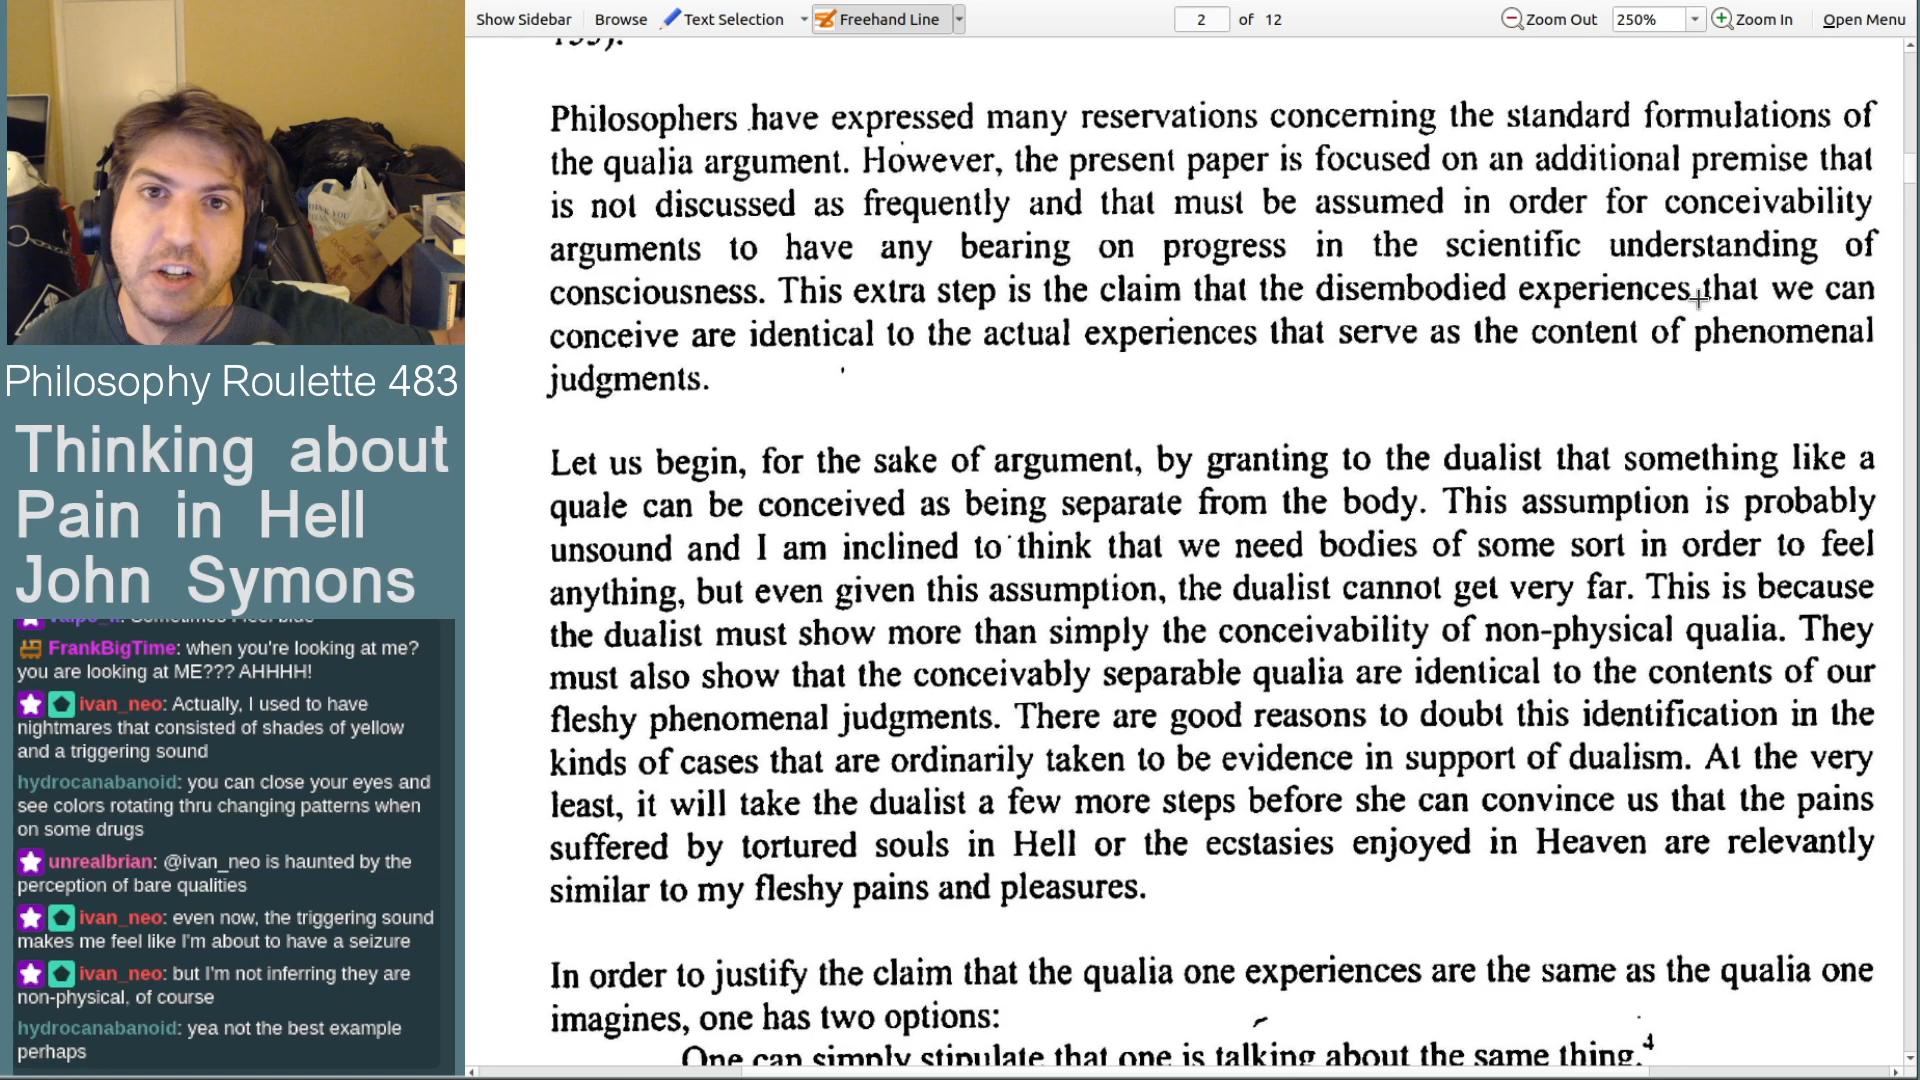 Show Sidebar Browse Text Selection Freehand Line 2 of 12 Zoom Out 250% Zoom In Open Menu
Philosophers have expressed many reservations concerning the standard formulations of
the qualia argument. However, the present paper is focused on an additional premise that
is not discussed as frequently and that must be assumed in order for conceivability
arguments to have any bearing on progress in the scientific understanding of
consciousness. This extra step is the claim that the disembodied experiences that we can
conceive are identical to the actual experiences that serve as the content of phenomenal
judgments.
Let us begin, for the sake of argument, by granting to the dualist that something like a
quale can be conceived as being separate from the body. This assumption is probably
unsound and I am inclined to think that we need bodies of some sort in order to feel
anything, but even given this assumption, the dualist cannot get very far. This is because
the dualist must show more than simply the conceivability of non-physical qualia. They
must also show that the conceivably separable qualia are identical to the contents of our
fleshy phenomenal judgments. There are good reasons to doubt this identification in the
kinds of cases that are ordinarily taken to be evidence in support of dualism. At the very
least, it will take the dualist a few more steps before she can convince us that the pains
suffered by tortured souls in Hell or the ecstasies enjoyed in Heaven are relevantly
similar to my fleshy pains and pleasures.
In order to justify the claim that the qualia one experiences are the same as the qualia one
imagines, one has two options:
One can simply stipulate that one is talking about the same thing.4
Philosophy Roulette 483
Thinking about
Pain in Hell
John Symons
Sometimes I feel blue
FrankBigTime: when you're looking at me?
you are looking at ME??? AHHHH!
ivan_neo: Actually, I used to have
nightmares that consisted of shades of yellow
and a triggering sound
hydrocanabanoid: you can close your eyes and
see colors rotating thru changing patterns when
on some drugs
unrealbrian: @ivan_neo is haunted by the
perception of bare qualities
ivan_neo: even now, the triggering sound
makes me feel like I'm about to have a seizure
ivan_neo: but I'm not inferring they are
non-physical, of course
hydrocanabanoid: yea not the best example
perhaps